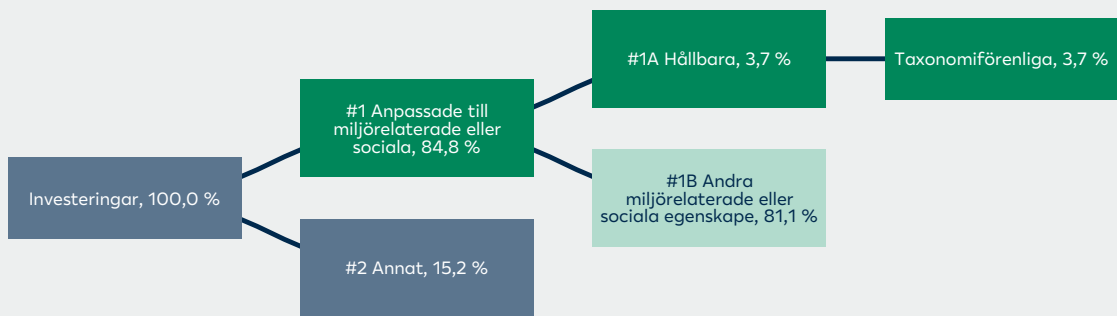 Investeringar, 100,0 %
#1 Anpassade till
miljörelaterade eller
sociala, 84,8 %
#2 Annat, 15,2 %
#1A Hållbara, 3,7 %
#1B Andra
miljörelaterade eller
sociala egenskape, 81,1 %
Taxonomiförenliga, 3,7 %